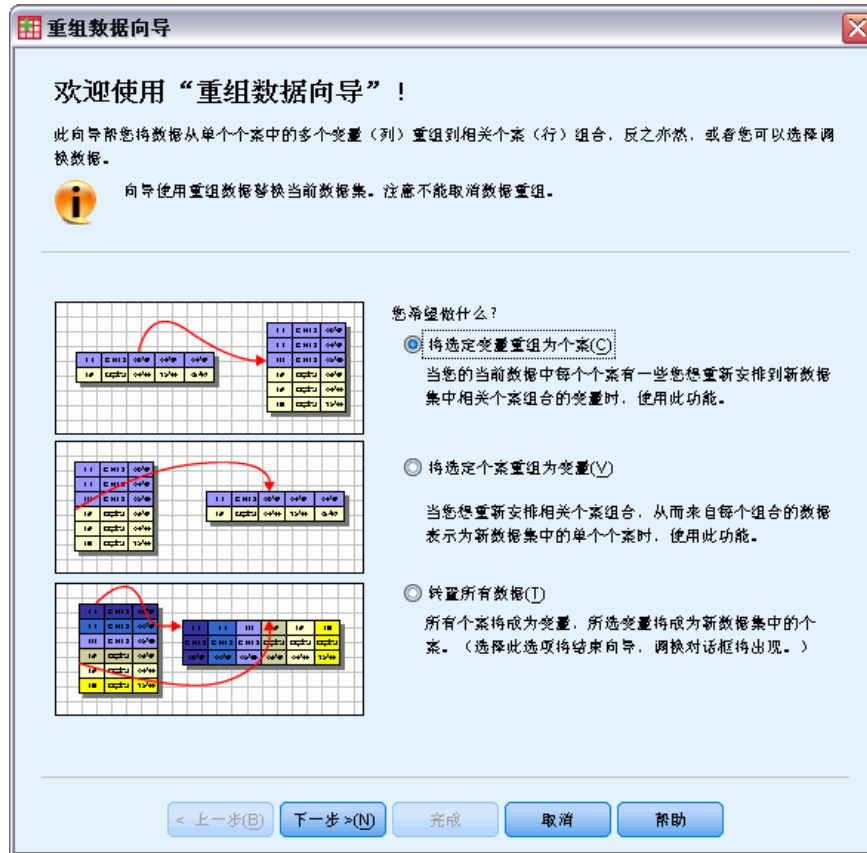 重组数据向导
欢迎使用“重组数据向导”！
此向导帮您将数据从单个个案中的多个变量（列）重组到相关个案（行）组合，反之亦然，或者您可以选择调
换数据。
向导使用重组数据替换当前数据集。注意不能取消数据重组。
您希望做什么？
将选定变量重组为个案(C)
当您的当前数据中每个个案有一些您想重新安排到新数据
集中相关个案组合的变量时，使用此功能。
将选定个案重组为变量(V)
当您想重新安排相关个案组合，从而来自每个组合的数据
表示为新数据集中的单个个案时，使用此功能。
转置所有数据(T)
所有个案将成为变量，所选变量将成为新数据集中的个
案。（选择此选项将结束向导，调换对话框将出现。）
< 上一步(B)
下一步 >(N)
完成
取消
帮助